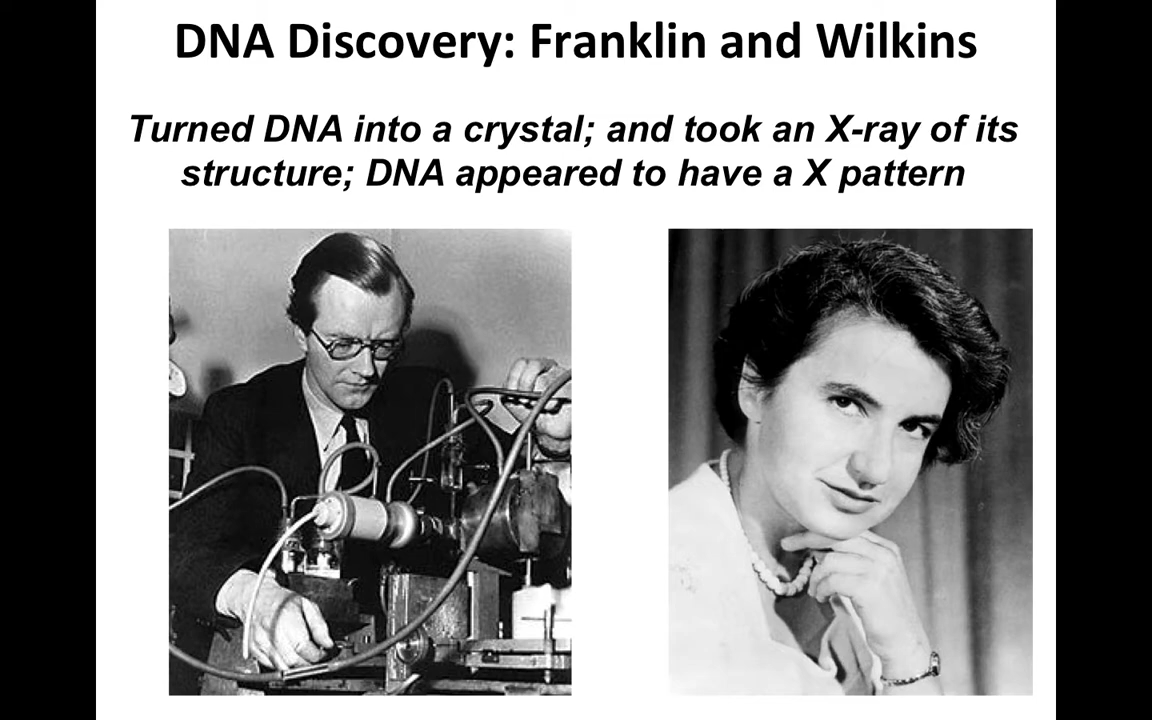 DNA Discovery: Franklin and Wilkins
Turned DNA into a crystal; and took an X-ray of its
structure; DNA appeared to have a X pattern